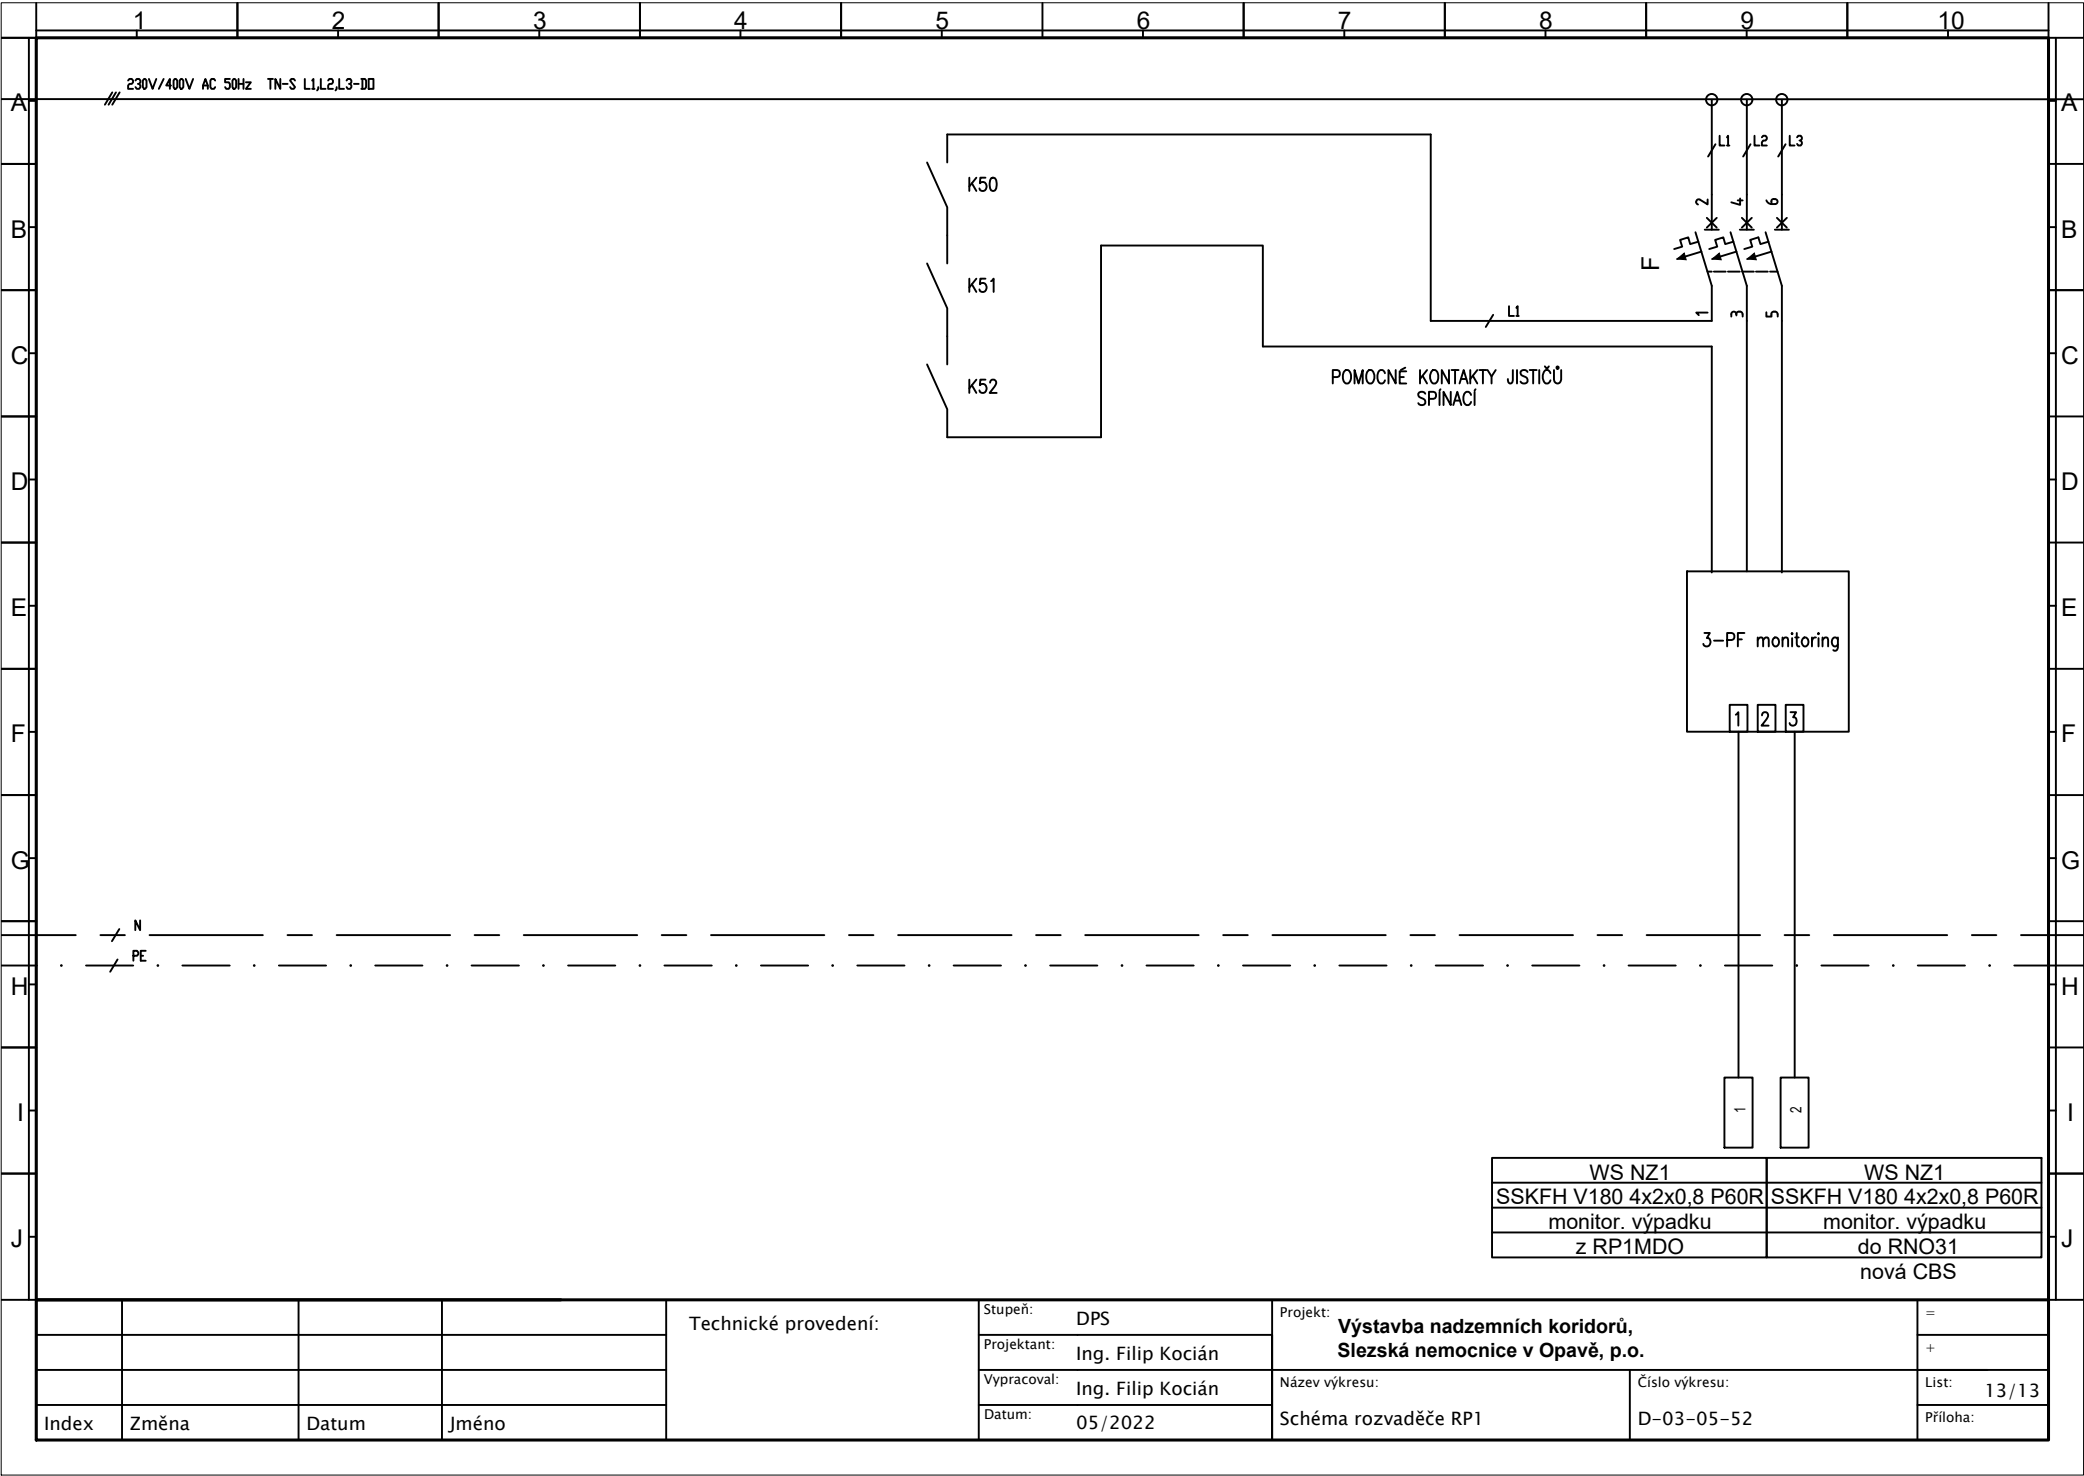 1 2 3 4 5 6 7 8 9 10
230V/400V AC 50Hz TN-S L1,L2,L3-DO
A A
L1 L2 L3
K50
2 4 6
B B
F
K51
L1
1 3 5
C C
K52
POMOCNÉ KONTAKTY JISTIČŮ
SPÍNACÍ
D D
E E
3-PF monitoring
1 2 3
F F
G G
N
PE
H H
I I
1 2
WS NZ1 WS NZ1
SSKFH V180 4x2x0,8 P60R SSKFH V180 4x2x0,8 P60R
monitor. výpadku monitor. výpadku
J J
z RP1MDO do RNO31
nová CBS
Technické provedení:
Stupeň: DPS
Projektant: Ing. Filip Kocián
Vypracoval: Ing. Filip Kocián
Datum: 05/2022
Projekt: Výstavba nadzemních koridorů,
Slezská nemocnice v Opavě, p.o.
=
+
Název výkresu:
Schéma rozvaděče RP1
Číslo výkresu:
D-03-05-52
List: 13/13
Příloha:
Index Změna Datum Jméno